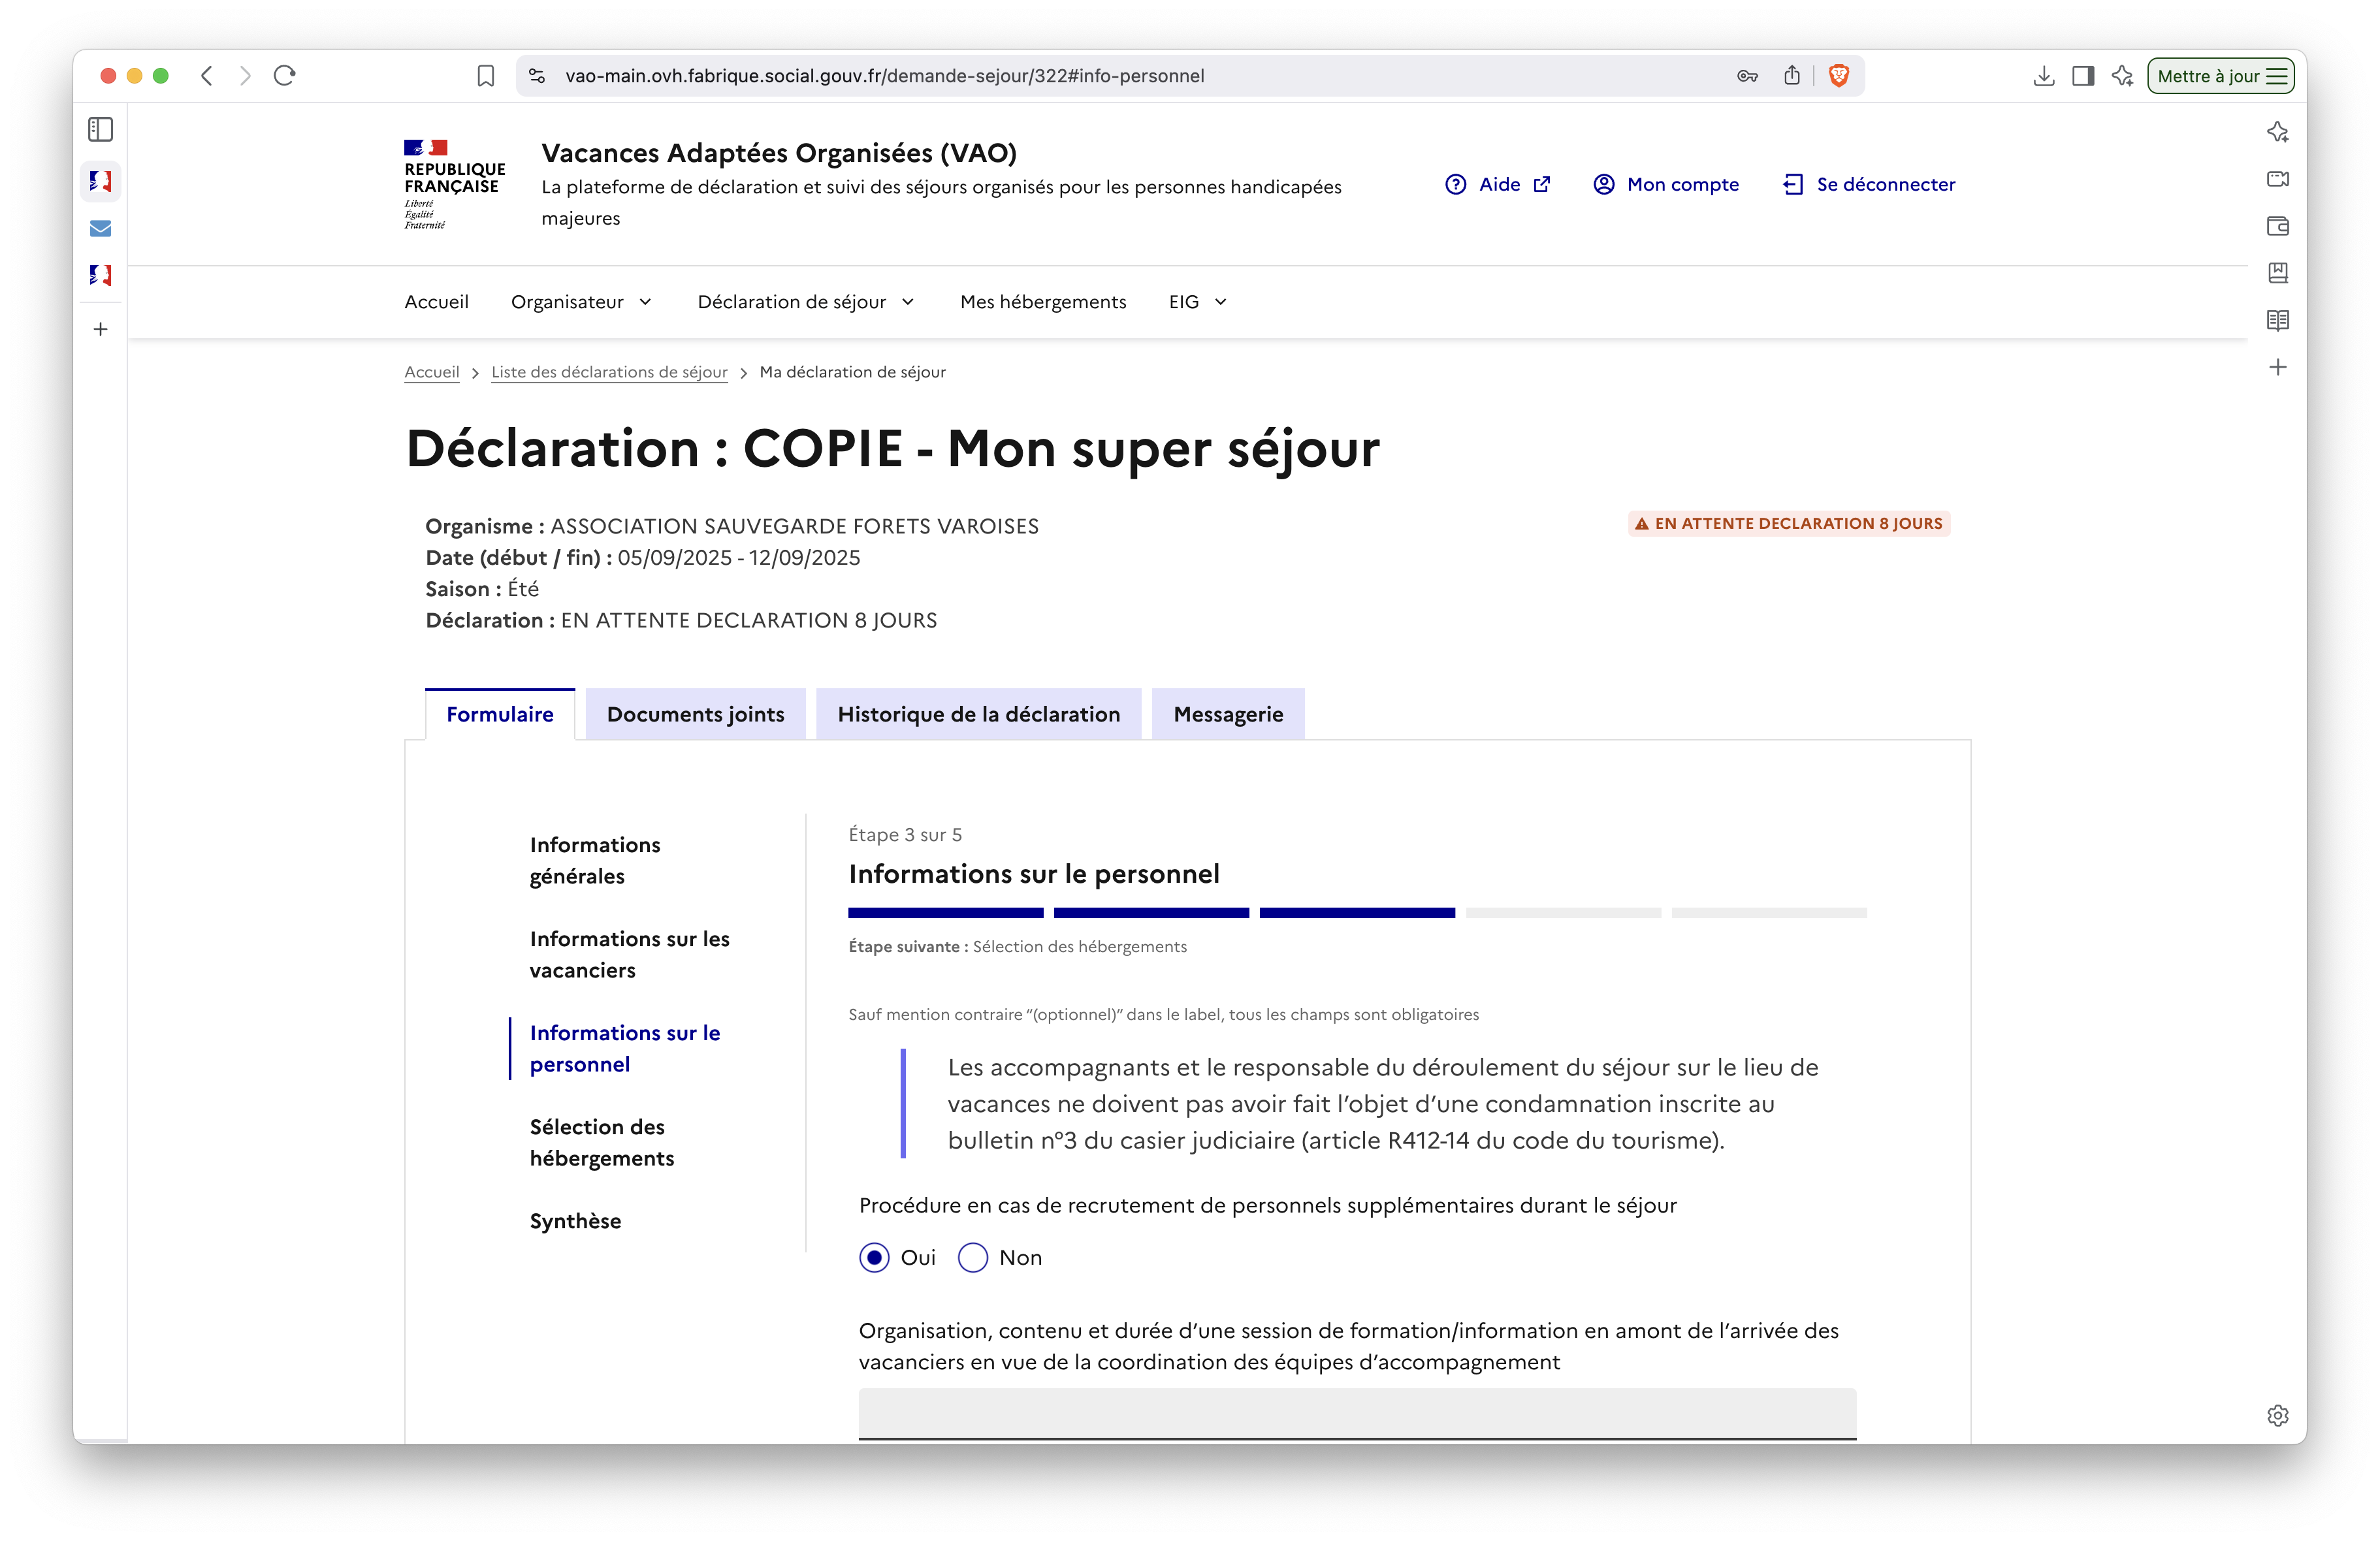 vao-main.ovh.fabrique.social.gouv.fr/demande-sejour/322#info-personnel
Mettre à jour
REPUBLIQUE
FRANÇAISE
Liberté
Égalité
Fraternité
Vacances Adaptées Organisées (VAO)
La plateforme de déclaration et suivi des séjours organisés pour les personnes handicapées
majeures
Aide
Mon compte
Se déconnecter
Accueil
Organisateur
Déclaration de séjour
Mes hébergements
EIG
Accueil > Liste des déclarations de séjour > Ma déclaration de séjour
Déclaration : COPIE - Mon super séjour
Organisme : ASSOCIATION SAUVEGARDE FORETS VAROISES
EN ATTENTE DECLARATION 8 JOURS
Date (début / fin) : 05/09/2025 - 12/09/2025
Saison : Été
Déclaration : EN ATTENTE DECLARATION 8 JOURS
Formulaire
Documents joints
Historique de la déclaration
Messagerie
Informations
générales
Informations sur les
vacanciers
Informations sur le
personnel
Sélection des
hébergements
Synthèse
Étape 3 sur 5
Informations sur le personnel
Étape suivante : Sélection des hébergements
Sauf mention contraire “(optionnel)” dans le label, tous les champs sont obligatoires
Les accompagnants et le responsable du déroulement du séjour sur le lieu de
vacances ne doivent pas avoir fait l’objet d’une condamnation inscrite au
bulletin n°3 du casier judiciaire (article R412-14 du code du tourisme).
Procédure en cas de recrutement de personnels supplémentaires durant le séjour
Oui
Non
Organisation, contenu et durée d’une session de formation/information en amont de l’arrivée des
vacanciers en vue de la coordination des équipes d’accompagnement